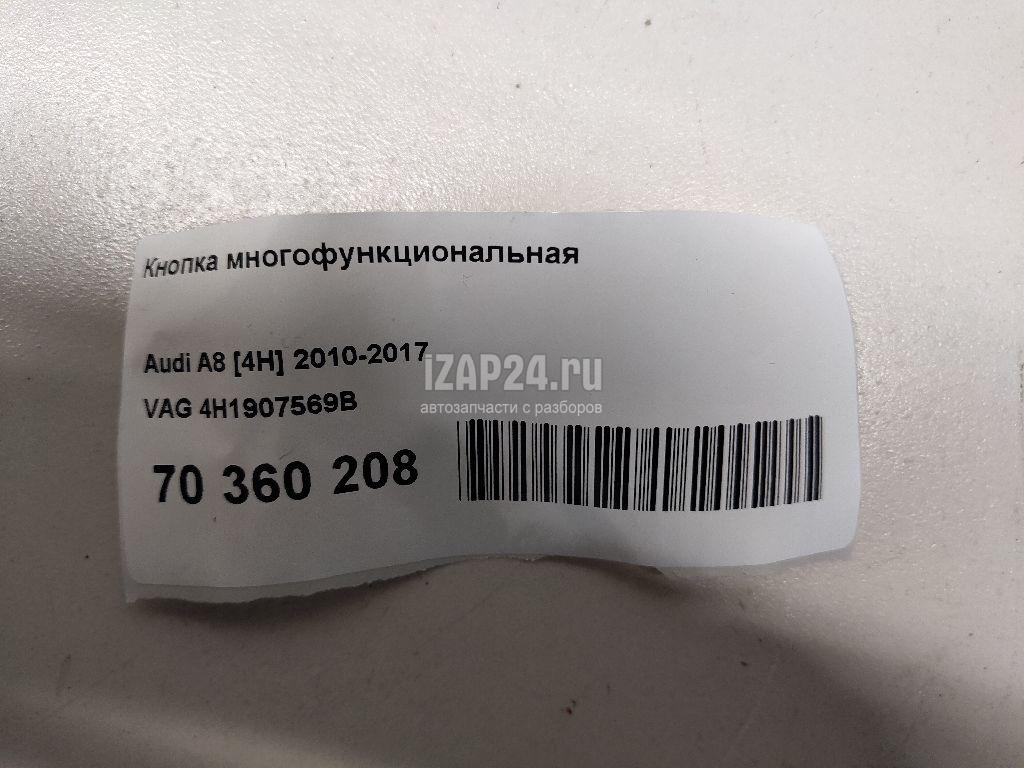 Кнопка многофункциональная
Audi A8 [4H] 2010-2017
iZAP24.ru
VAG 4H1907569B
автозапчасти с разборов
70 360 208